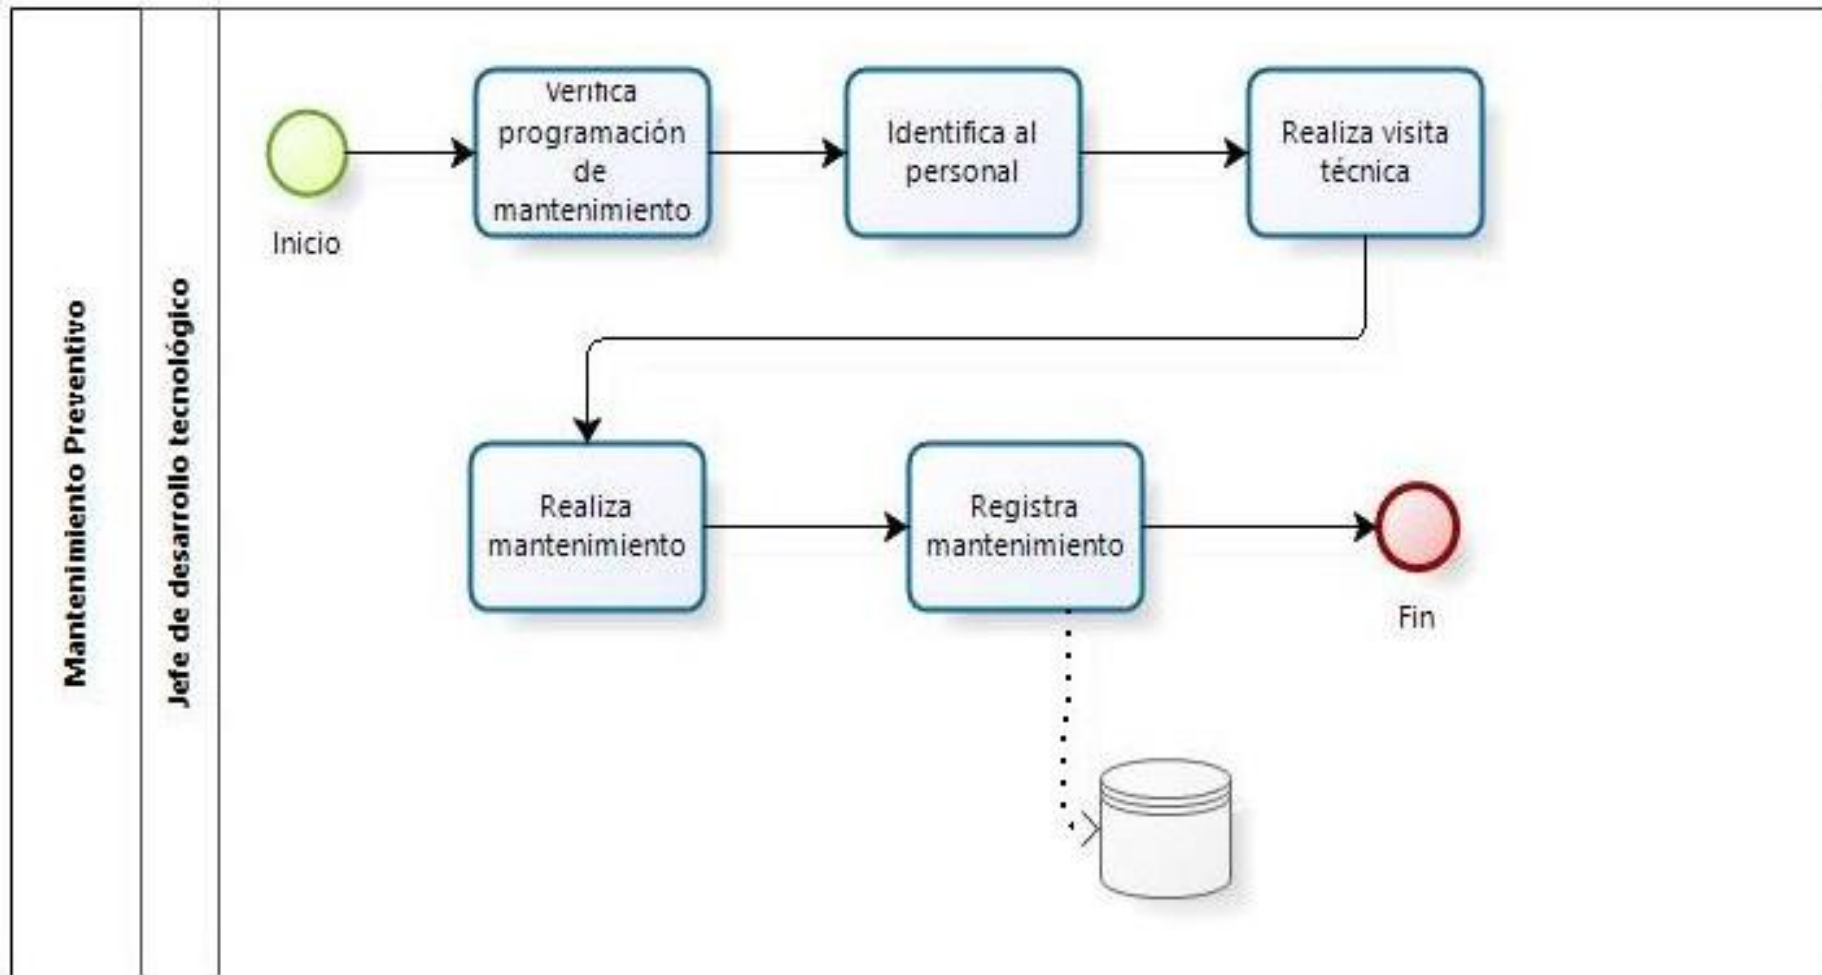 Mantenimiento Preventivo
Jefe de desarrollo tecnológico
Inicio
Verifica
programación
de
mantenimiento
Identifica al
personal
Realiza visita
técnica
Realiza
mantenimiento
Registra
mantenimiento
Fin